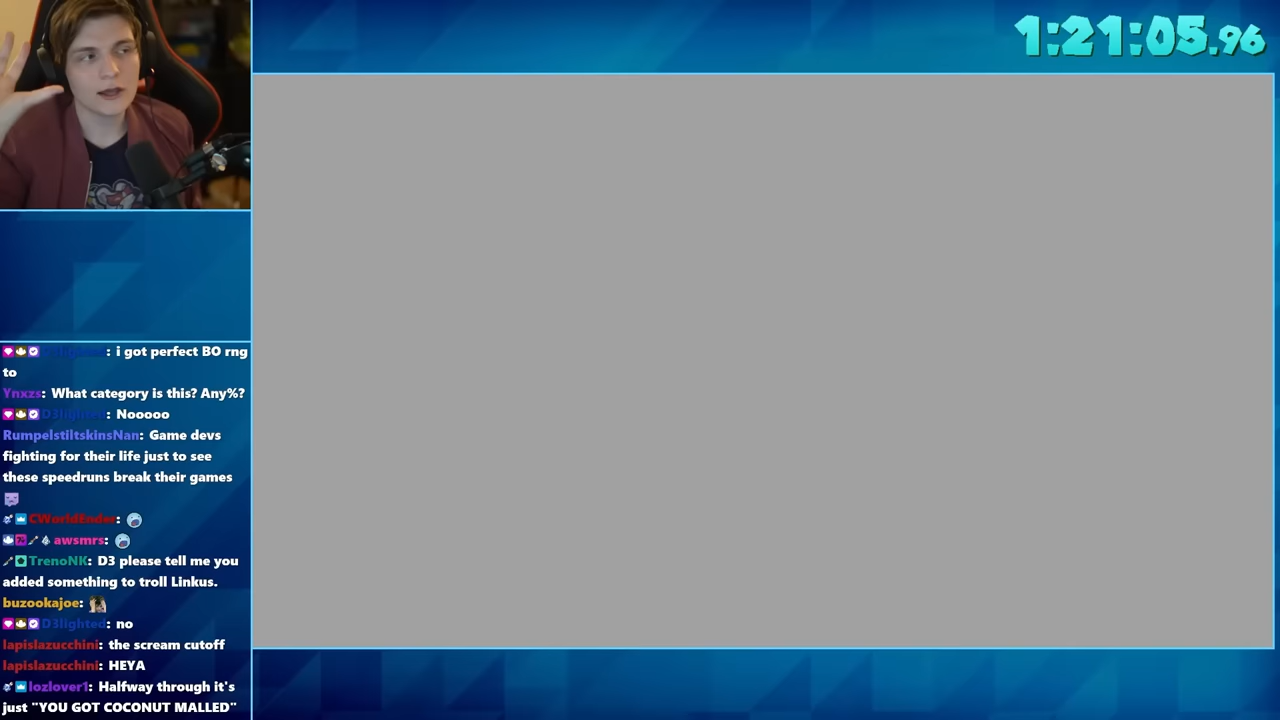 1:21:05.96
D3lighted: i got perfect BO rng
to
Ynxzs: What category is this? Any%?
D3lighted: Nooooo
RumpelstiltskinsNan: Game devs
fighting for their life just to see
these speedruns break their games
CWorldEnder:
awsmrs:
TrenoNK: D3 please tell me you
added something to troll Linkus.
buzookajoe:
D3lighted: no
lapislazucchini: the scream cutoff
lapislazucchini: HEYA
lozlover1: Halfway through it's
just "YOU GOT COCONUT MALLED"